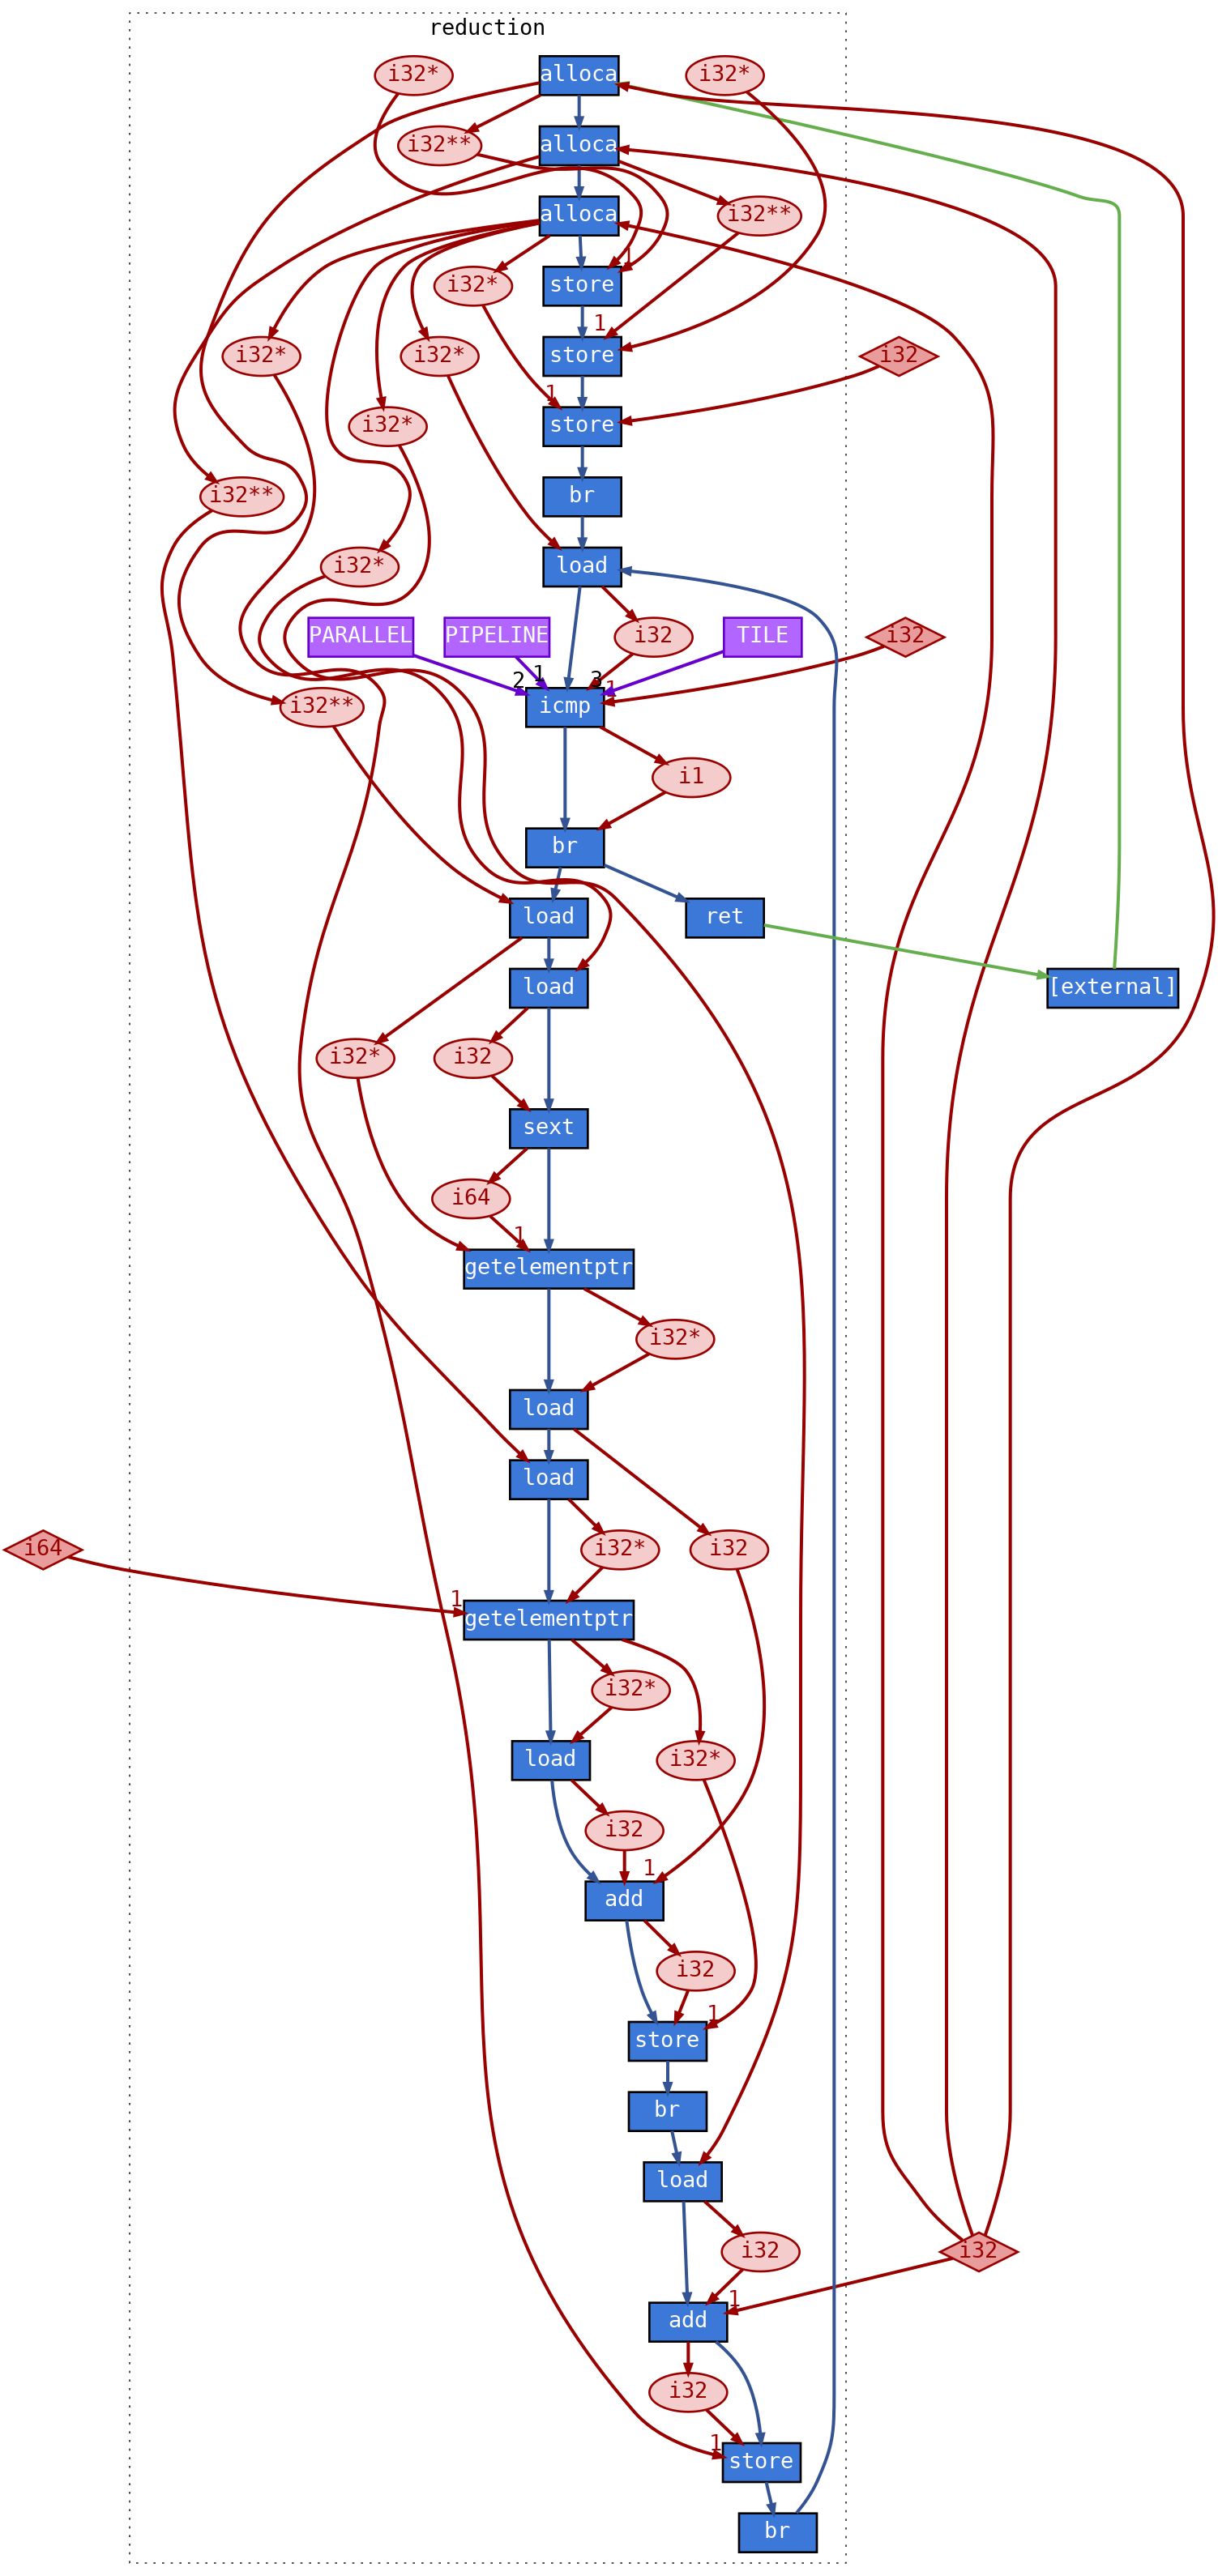 reduction
i32*
alloca
i32*
i32**
alloca
alloca
i32**
1
i32*
store
1
i32*
i32*
store
i32
1
i32*
store
i32**
br
i32*
load
PARALLEL
PIPELINE
i32
TILE
i32
2
1
3
1
i32**
icmp
i1
br
load
ret
load
[external]
i32*
i32
sext
i64
1
getelementptr
i32*
load
load
i64
i32*
i32
1
getelementptr
i32*
load
i32*
i32
1
add
i32
1
store
br
load
i32
i32
1
add
i32
1
store
br